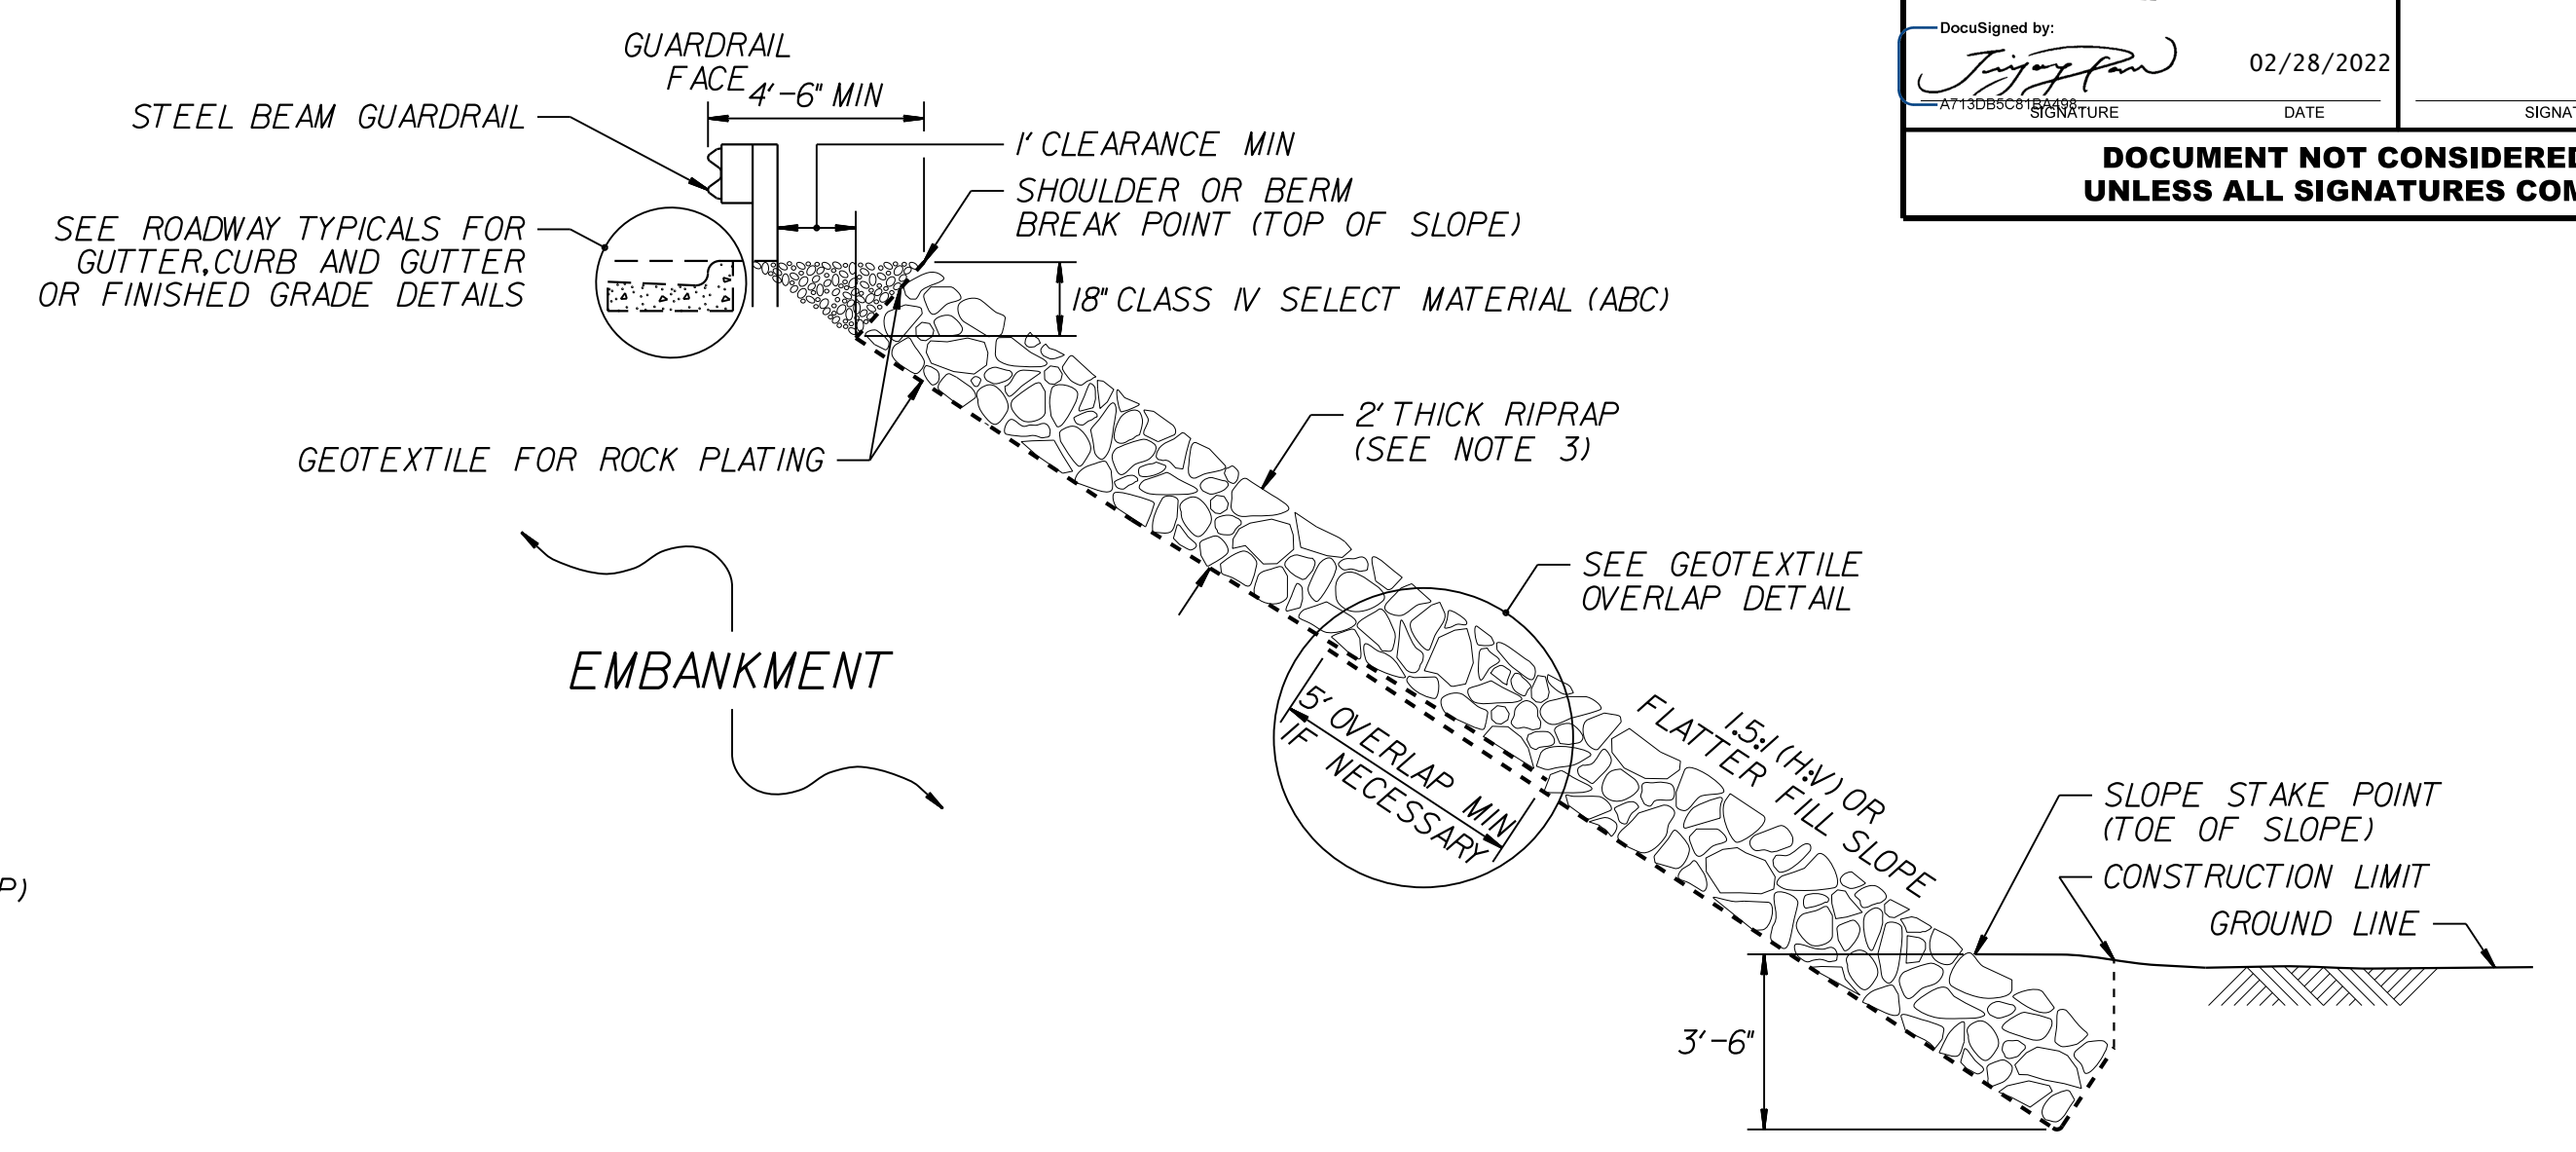 DocuSigned by:
02/28/2022
A713DB5C81BA498...
SIGNATURE
DATE
DOCUMENT NOT CONSIDERED
UNLESS ALL SIGNATURES COM
GUARDRAIL
FACE
4'-6" MIN
STEEL BEAM GUARDRAIL
1' CLEARANCE MIN
SHOULDER OR BERM
BREAK POINT (TOP OF SLOPE)
SEE ROADWAY TYPICALS FOR
GUTTER, CURB AND GUTTER
OR FINISHED GRADE DETAILS
18" CLASS IV SELECT MATERIAL (ABC)
2' THICK RIPRAP
(SEE NOTE 3)
GEOTEXTILE FOR ROCK PLATING
SEE GEOTEXTILE
OVERLAP DETAIL
EMBANKMENT
5' OVERLAP MIN
IF NECESSARY
1.5:1 (H:V) OR
FLATTER FILL SLOPE
SLOPE STAKE POINT
(TOE OF SLOPE)
CONSTRUCTION LIMIT
GROUND LINE
P)
3'-6"